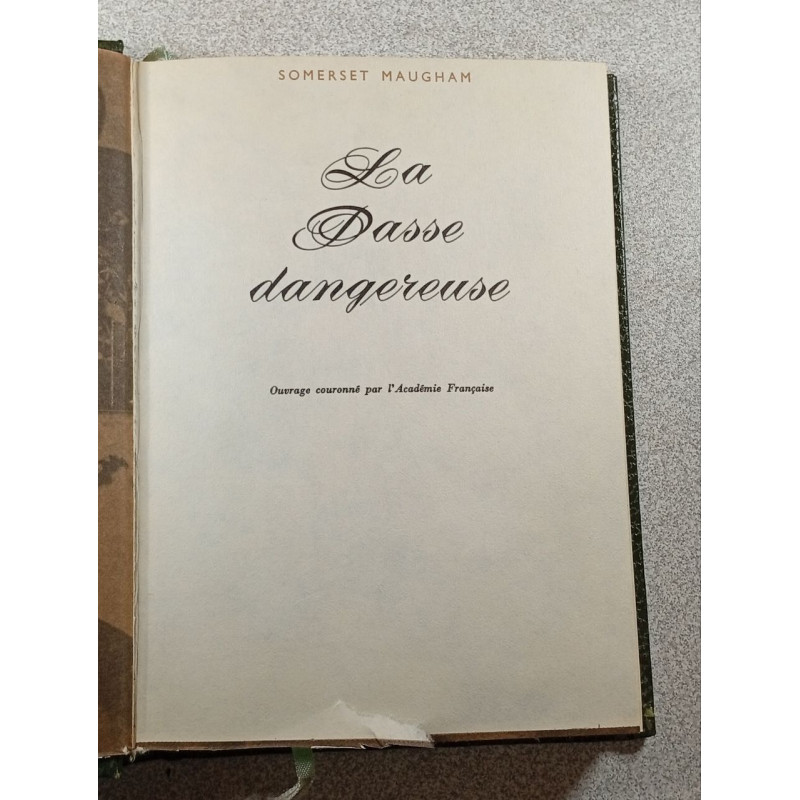 SOMERSET MAUGHAM
La
Passe
dangereuse
Ouvrage couronné par l'Académie Française